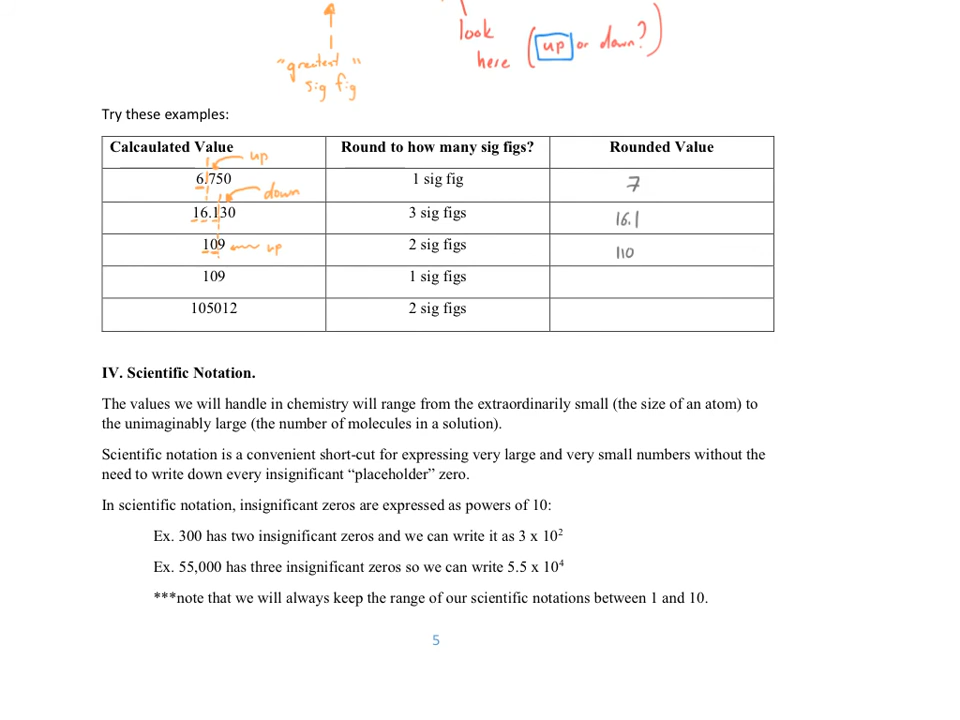 look
here (up or down?)
"greatest"
sig fig
Try these examples:
Calcaulated Value Round to how many sig figs? Rounded Value
up
6.750 1 sig fig 7
down
16.130 3 sig figs 16.1
109 up 2 sig figs 110
109 1 sig figs
105012 2 sig figs
IV. Scientific Notation.
The values we will handle in chemistry will range from the extraordinarily small (the size of an atom) to
the unimaginably large (the number of molecules in a solution).
Scientific notation is a convenient short-cut for expressing very large and very small numbers without the
need to write down every insignificant “placeholder” zero.
In scientific notation, insignificant zeros are expressed as powers of 10:
Ex. 300 has two insignificant zeros and we can write it as 3 x 10²
Ex. 55,000 has three insignificant zeros so we can write 5.5 x 10⁴
***note that we will always keep the range of our scientific notations between 1 and 10.
5